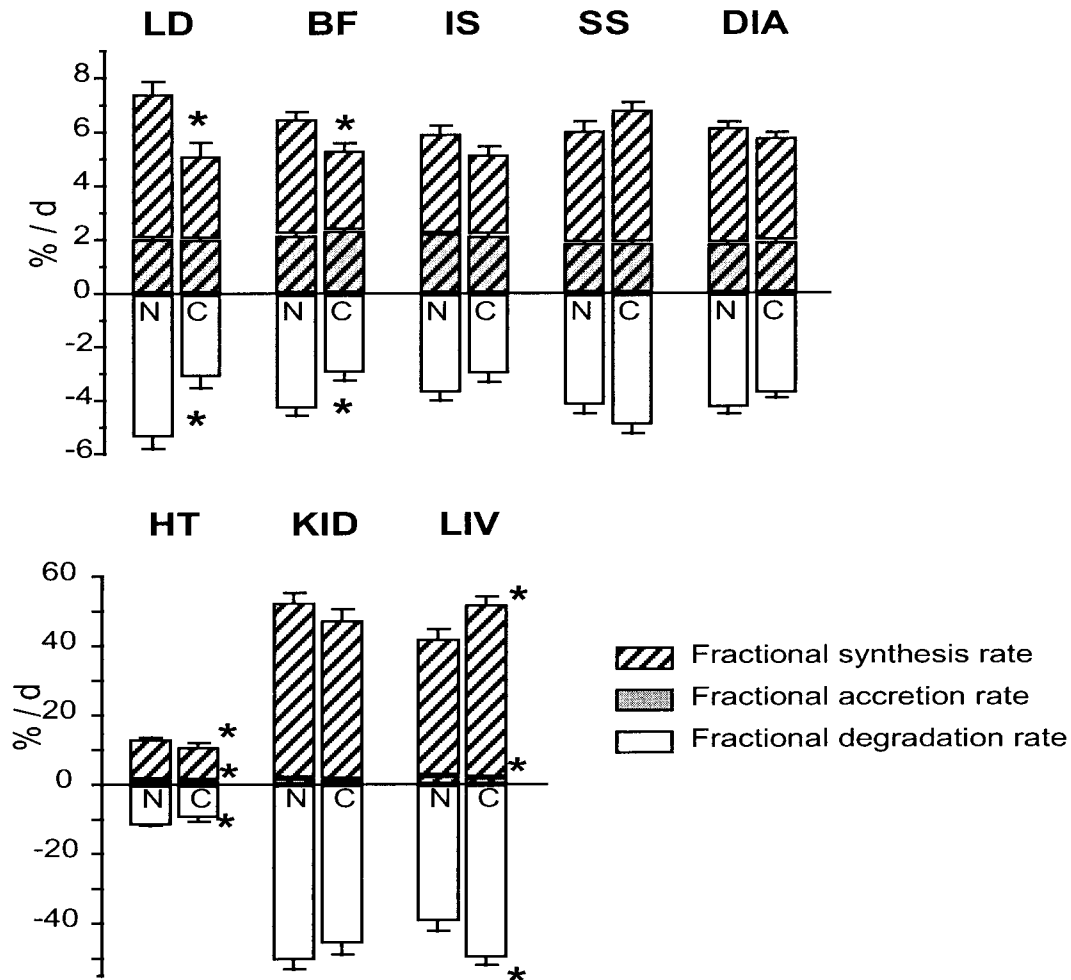 LD BF IS SS DIA
8
6
4
2
0
-2
-4
-6
% / d
* *
N C N C N C N C N C
* *
HT KID LIV
60
40
20
0
-20
-40
% / d
* *
* *
N C N C N C
* *
Fractional synthesis rate
Fractional accretion rate
Fractional degradation rate